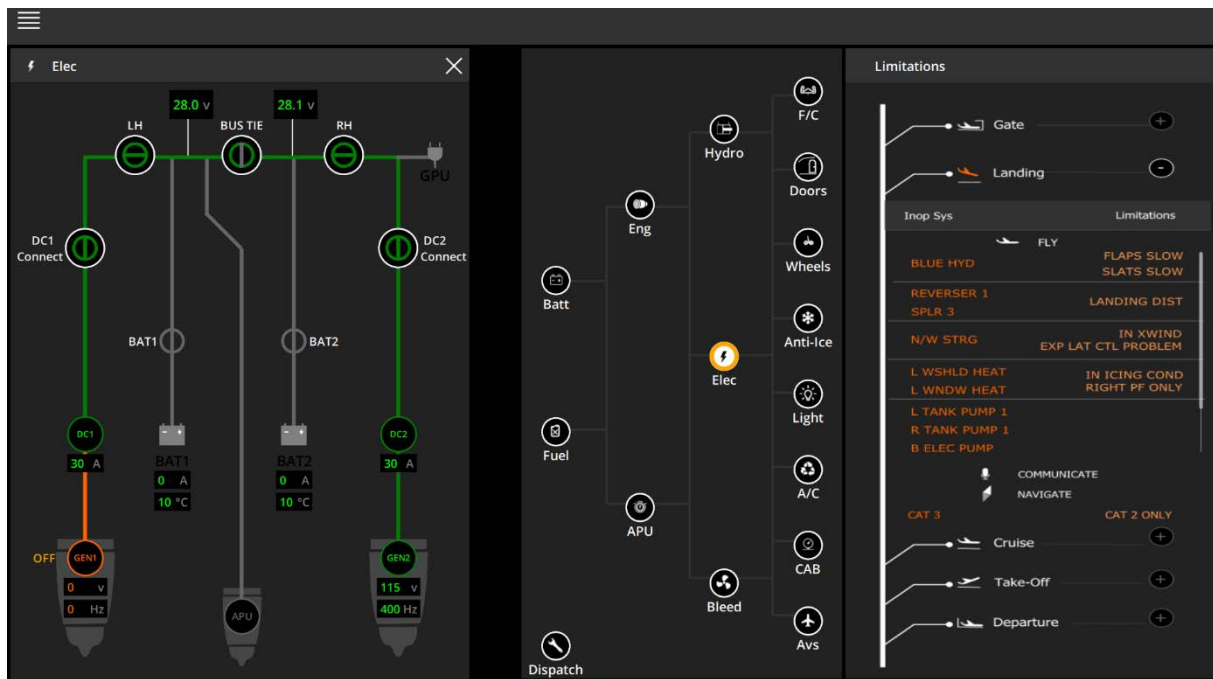 Elec
28.0 v
28.1 v
LH
BUS TIE
RH
GPU
DC1
Connect
DC2
Connect
BAT1
BAT2
DC1
DC2
30 A
BAT1
BAT2
30 A
0 A
0 A
10 °C
10 °C
OFF
GEN1
GEN2
0 v
115 v
0 Hz
400 Hz
APU
F/C
Hydro
Doors
Eng
Wheels
Batt
Anti-Ice
Elec
Light
Fuel
A/C
APU
CAB
Bleed
Avs
Dispatch
Limitations
Gate
Landing
Inop Sys
Limitations
FLY
BLUE HYD
FLAPS SLOW
SLATS SLOW
REVERSER 1
SPLR 3
LANDING DIST
N/W STRG
IN XWIND
EXP LAT CTL PROBLEM
L WSHLD HEAT
L WNDW HEAT
IN ICING COND
RIGHT PF ONLY
L TANK PUMP 1
R TANK PUMP 1
B ELEC PUMP
COMMUNICATE
NAVIGATE
CAT 3
CAT 2 ONLY
Cruise
Take-Off
Departure